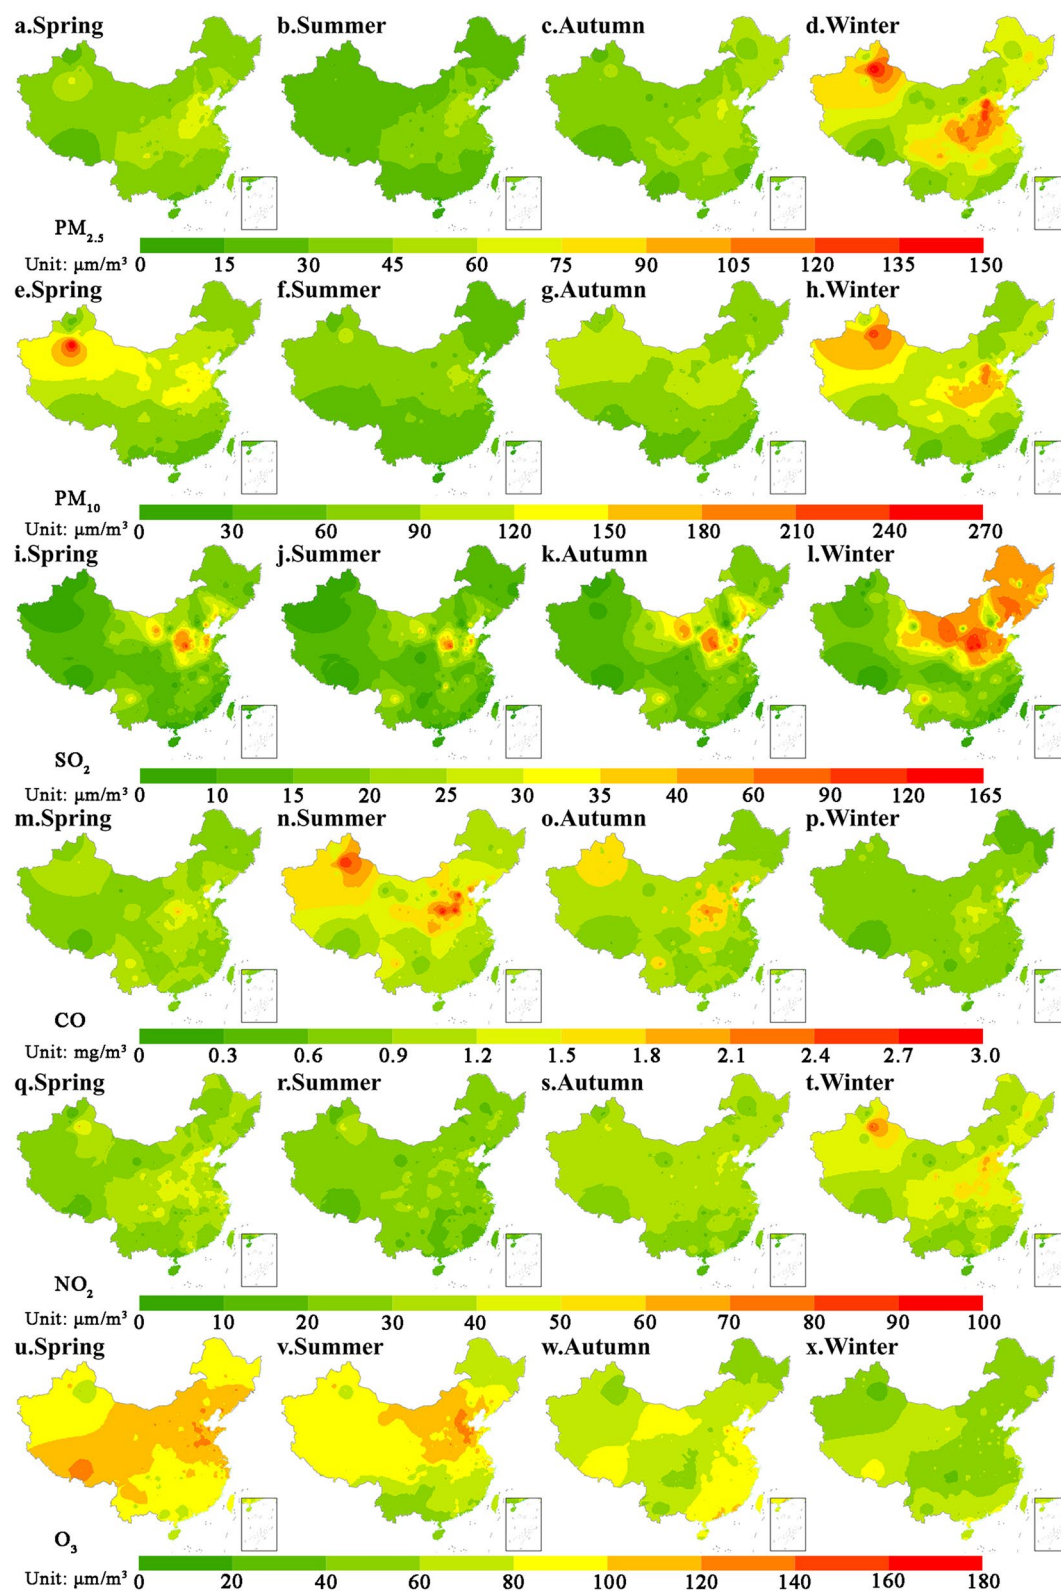 a.Spring b.Summer c.Autumn d.Winter
PM2.5
Unit: μm/m³ 0 15 30 45 60 75 90 105 120 135 150
e.Spring f.Summer g.Autumn h.Winter
PM10
Unit: μm/m³ 0 30 60 90 120 150 180 210 240 270
i.Spring j.Summer k.Autumn l.Winter
SO2
Unit: μm/m³ 0 10 15 20 25 30 35 40 60 90 120 165
m.Spring n.Summer o.Autumn p.Winter
CO
Unit: mg/m³ 0 0.3 0.6 0.9 1.2 1.5 1.8 2.1 2.4 2.7 3.0
q.Spring r.Summer s.Autumn t.Winter
NO2
Unit: μm/m³ 0 10 20 30 40 50 60 70 80 90 100
u.Spring v.Summer w.Autumn x.Winter
O3
Unit: μm/m³ 0 20 40 60 80 100 120 140 160 180